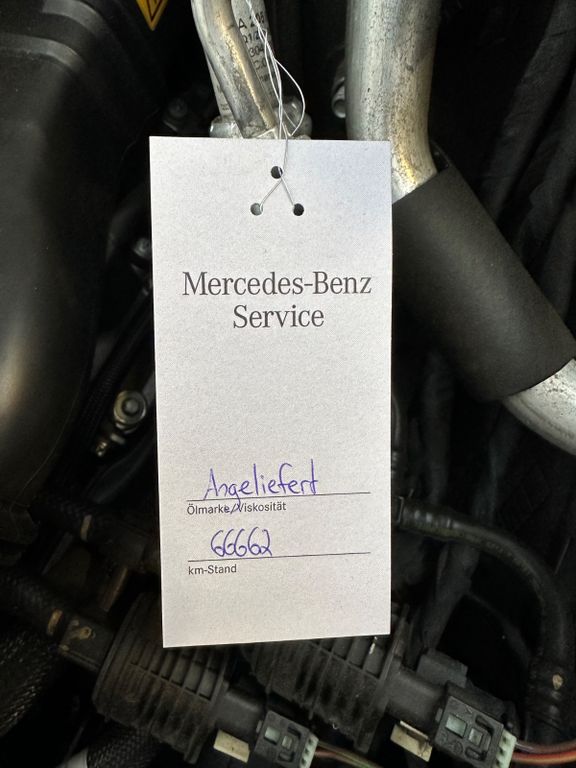 Mercedes-Benz
Service
Angeliefert
Ölmarke/Viskosität
66662
km-Stand